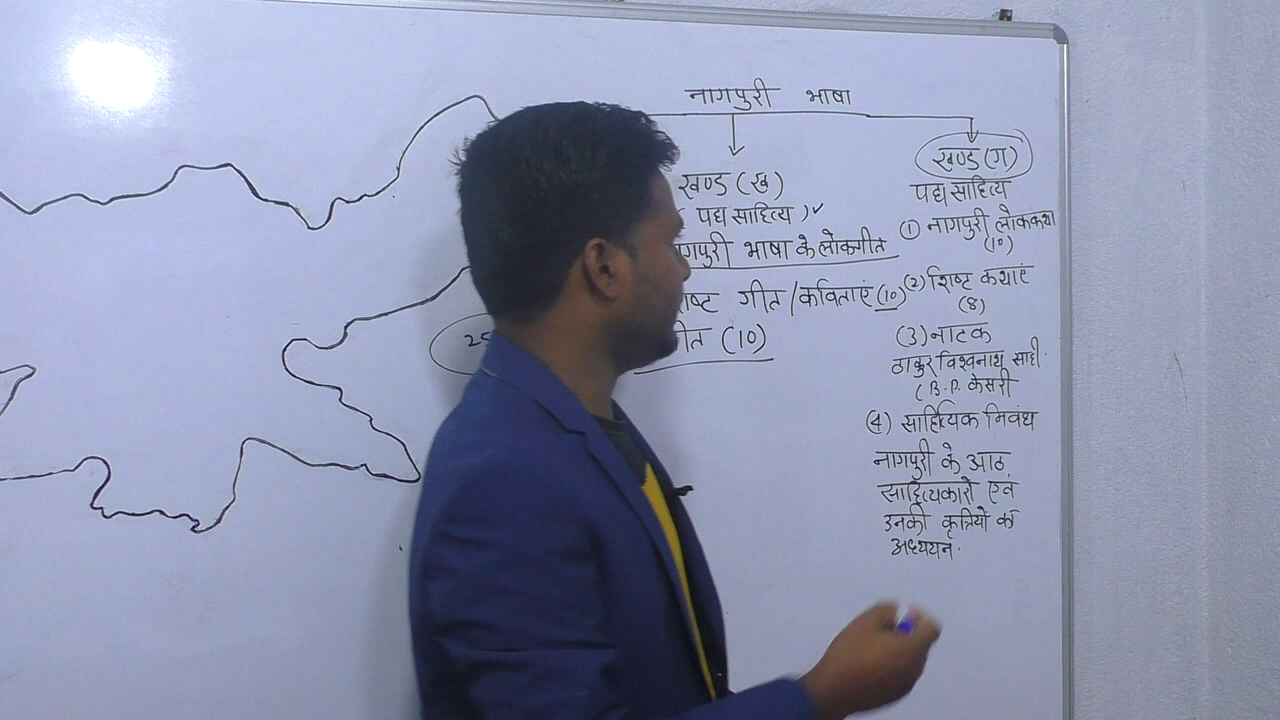 नागपुरी भाषा
खण्ड (ख)
( पद्य साहित्य ) ✓
भाषा के लोकगीत
गीत / कविताएं (10)
(10)
खण्ड (ग)
पद्य साहित्य
(1) नागपुरी लोककथा
(10)
(2) शिष्ट कथाएं
(8)
(3) नाटक
ठाकुर विश्वनाथ साही
( B.P. केसरी
(4) साहित्यिक निबंध
नागपुरी के आठ
साहित्यकारो एवं
उनकी कृत्रियो का
अध्ययन.